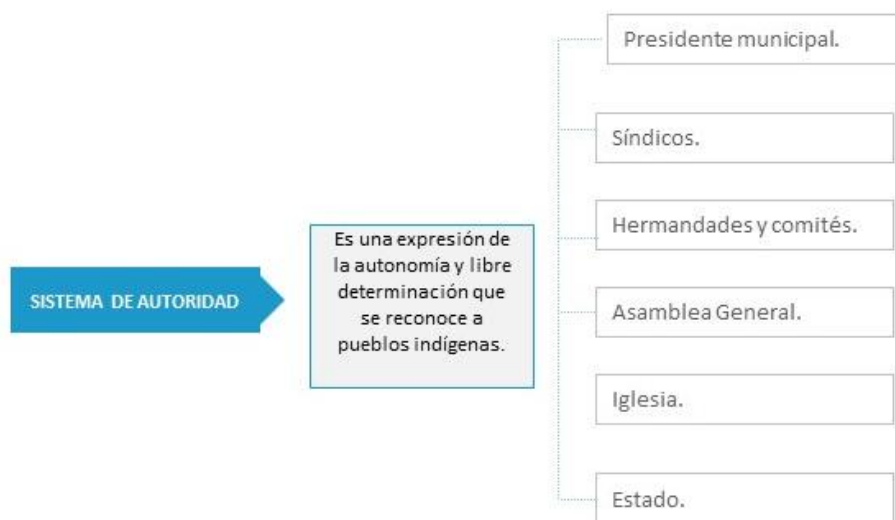 SISTEMA DE AUTORIDAD
Es una expresión de
la autonomía y libre
determinación que
se reconoce a
pueblos indígenas.
Presidente municipal.
Síndicos.
Hermandades y comités.
Asamblea General.
Iglesia.
Estado.